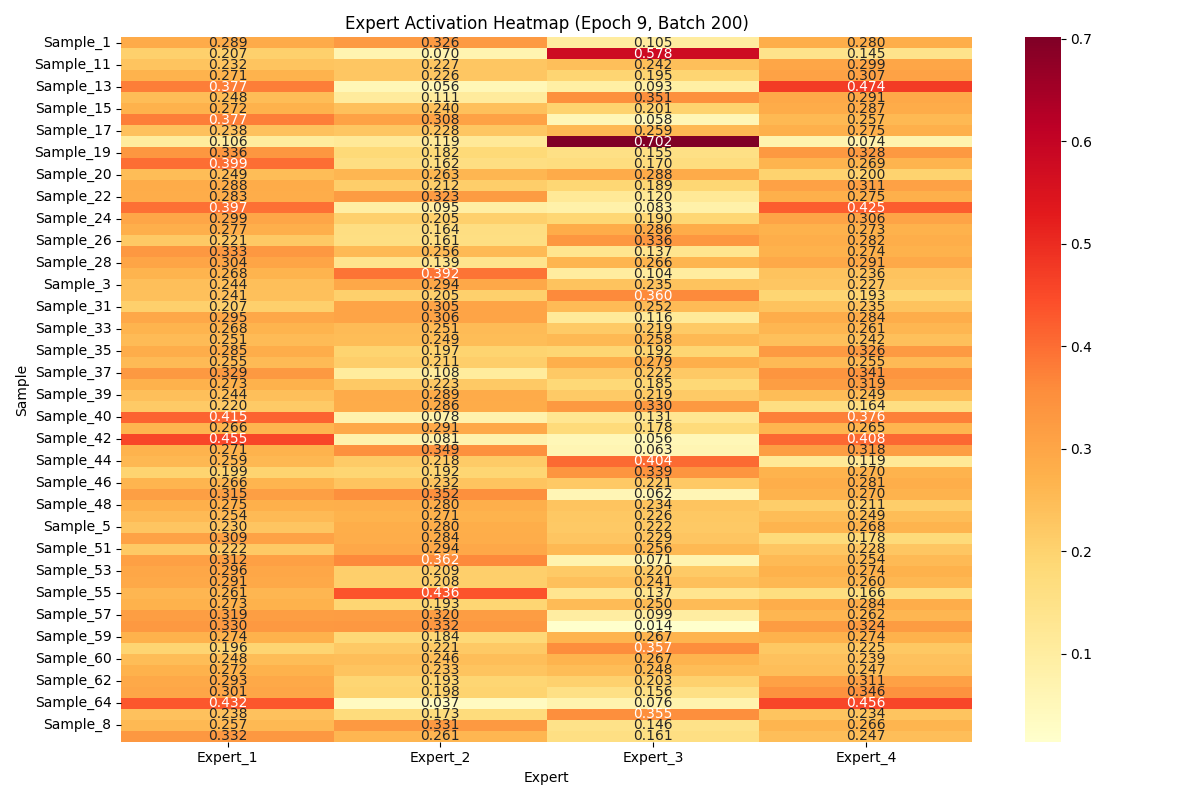 Expert Activation Heatmap (Epoch 9, Batch 200)
Sample_1 0.289 0.326 0.105 0.280
0.207 0.070 0.578 0.145
Sample_11 0.232 0.227 0.242 0.299
0.271 0.226 0.195 0.307
Sample_13 0.377 0.056 0.093 0.474
0.248 0.111 0.351 0.291
Sample_15 0.272 0.240 0.201 0.287
0.377 0.308 0.058 0.257
Sample_17 0.238 0.228 0.259 0.275
0.106 0.119 0.702 0.074
Sample_19 0.336 0.182 0.155 0.328
0.399 0.162 0.170 0.269
Sample_20 0.249 0.263 0.288 0.200
0.288 0.212 0.189 0.311
Sample_22 0.283 0.323 0.120 0.275
0.397 0.095 0.083 0.425
Sample_24 0.299 0.205 0.190 0.306
0.277 0.164 0.286 0.273
Sample_26 0.221 0.161 0.336 0.282
0.333 0.256 0.137 0.274
Sample_28 0.304 0.139 0.266 0.291
0.268 0.392 0.104 0.236
Sample_3 0.244 0.294 0.235 0.227
0.241 0.205 0.360 0.193
Sample_31 0.207 0.305 0.252 0.235
0.295 0.306 0.116 0.284
Sample_33 0.268 0.251 0.219 0.261
0.251 0.249 0.258 0.242
Sample_35 0.285 0.197 0.192 0.326
0.255 0.211 0.279 0.255
Sample_37 0.329 0.108 0.222 0.341
0.273 0.223 0.185 0.319
Sample_39 0.244 0.289 0.219 0.249
0.220 0.286 0.330 0.164
Sample_40 0.415 0.078 0.131 0.376
0.266 0.291 0.178 0.265
Sample_42 0.455 0.081 0.056 0.408
0.271 0.349 0.063 0.318
Sample_44 0.259 0.218 0.404 0.119
0.199 0.192 0.339 0.270
Sample_46 0.266 0.232 0.221 0.281
0.315 0.352 0.062 0.270
Sample_48 0.275 0.280 0.234 0.211
0.254 0.271 0.226 0.249
Sample_5 0.230 0.280 0.222 0.268
0.309 0.284 0.229 0.178
Sample_51 0.222 0.294 0.256 0.228
0.312 0.362 0.071 0.254
Sample_53 0.296 0.209 0.220 0.274
0.291 0.208 0.241 0.260
Sample_55 0.261 0.436 0.137 0.166
0.273 0.193 0.250 0.284
Sample_57 0.319 0.320 0.099 0.262
0.330 0.332 0.014 0.324
Sample_59 0.274 0.184 0.267 0.274
0.196 0.221 0.357 0.225
Sample_60 0.248 0.246 0.267 0.239
0.272 0.233 0.248 0.247
Sample_62 0.293 0.193 0.203 0.311
0.301 0.198 0.156 0.346
Sample_64 0.432 0.037 0.076 0.456
0.238 0.173 0.355 0.234
Sample_8 0.257 0.331 0.146 0.266
0.332 0.261 0.161 0.247
Expert_1 Expert_2 Expert_3 Expert_4
Expert
Sample
0.7
0.6
0.5
0.4
0.3
0.2
0.1